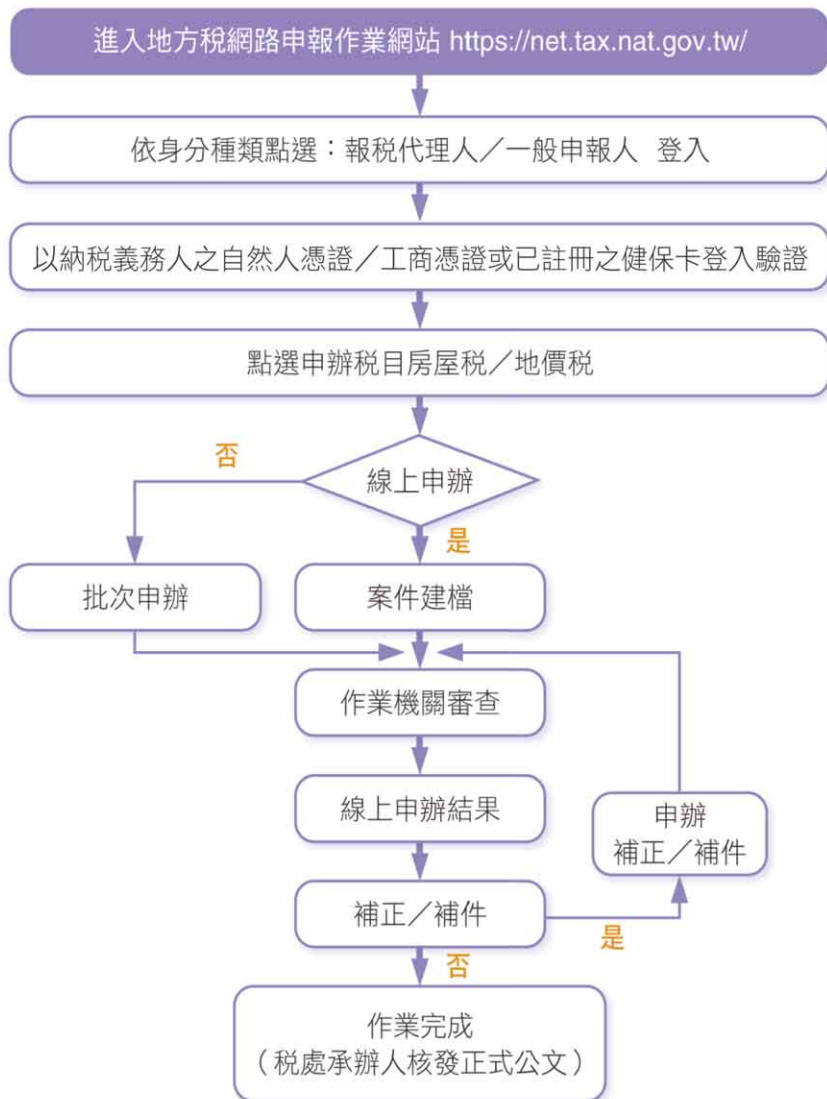 進入地方稅網路申報作業網站 https://net.tax.nat.gov.tw/
依身分種類點選：報稅代理人／一般申報人 登入
以納稅義務人之自然人憑證／工商憑證或已註冊之健保卡登入驗證
點選申辦稅目房屋稅／地價稅
否
線上申辦
是
批次申辦
案件建檔
作業機關審查
線上申辦結果
申辦
補正／補件
補正／補件
是
否
作業完成
（稅處承辦人核發正式公文）